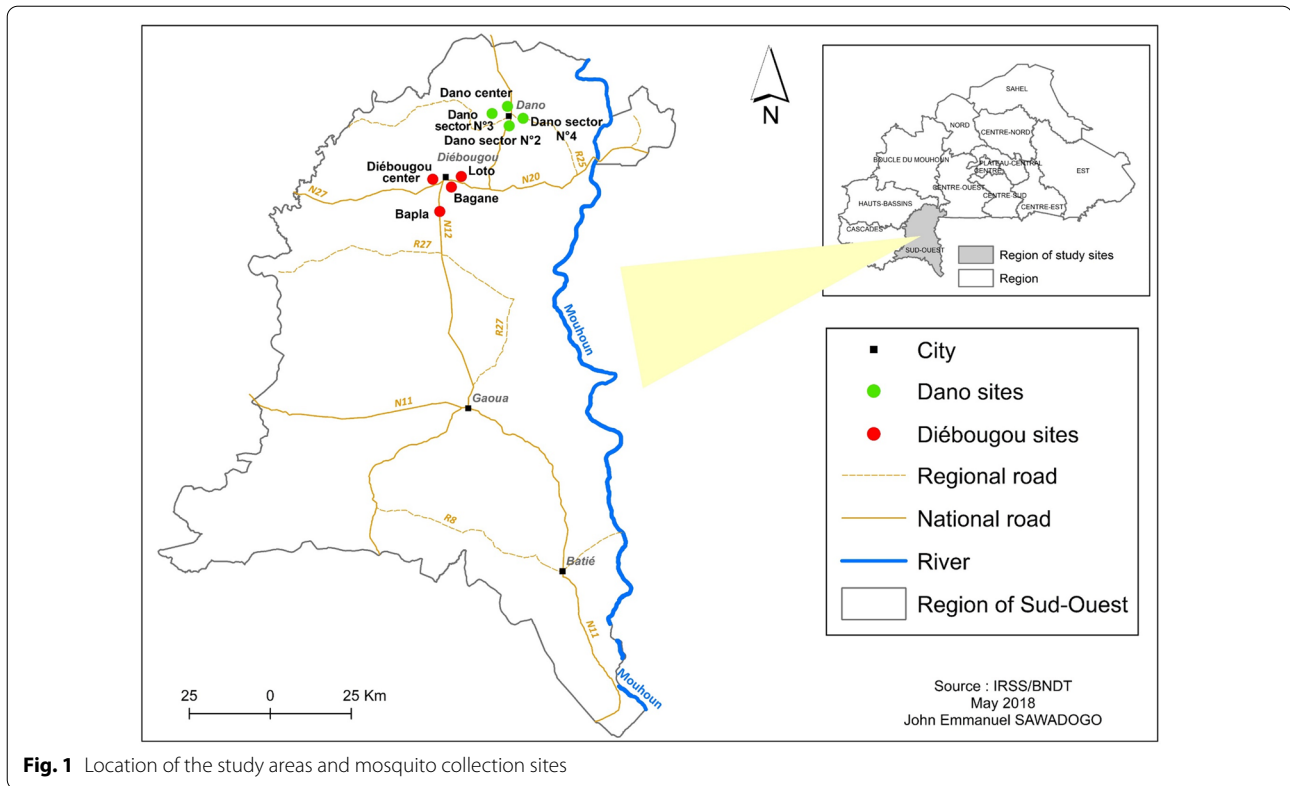 Dano center
Dano
Dano
sector N°3
Dano sector
N°4
Dano sector N°2
R25
Diébougou
Diébougou
center
Loto
N20
N27
Bagane
Bapla
N12
R27
R27
Mouhoun
N11
Gaoua
R8
Batié
N11
Mouhoun
25 0 25 Km
N
SAHEL
NORD
CENTRE-NORD
BOUCLE DU MOUHOUN
PLATEAU-CENTRAL
CENTRE
EST
CENTRE-OUEST
CENTRE-SUD
HAUTS-BASSINS
CENTRE-EST
CASCADES
SUD-OUEST
Region of study sites
Region
City
Dano sites
Diébougou sites
Regional road
National road
River
Region of Sud-Ouest
Source : IRSS/BNDT
May 2018
John Emmanuel SAWADOGO
Fig. 1 Location of the study areas and mosquito collection sites